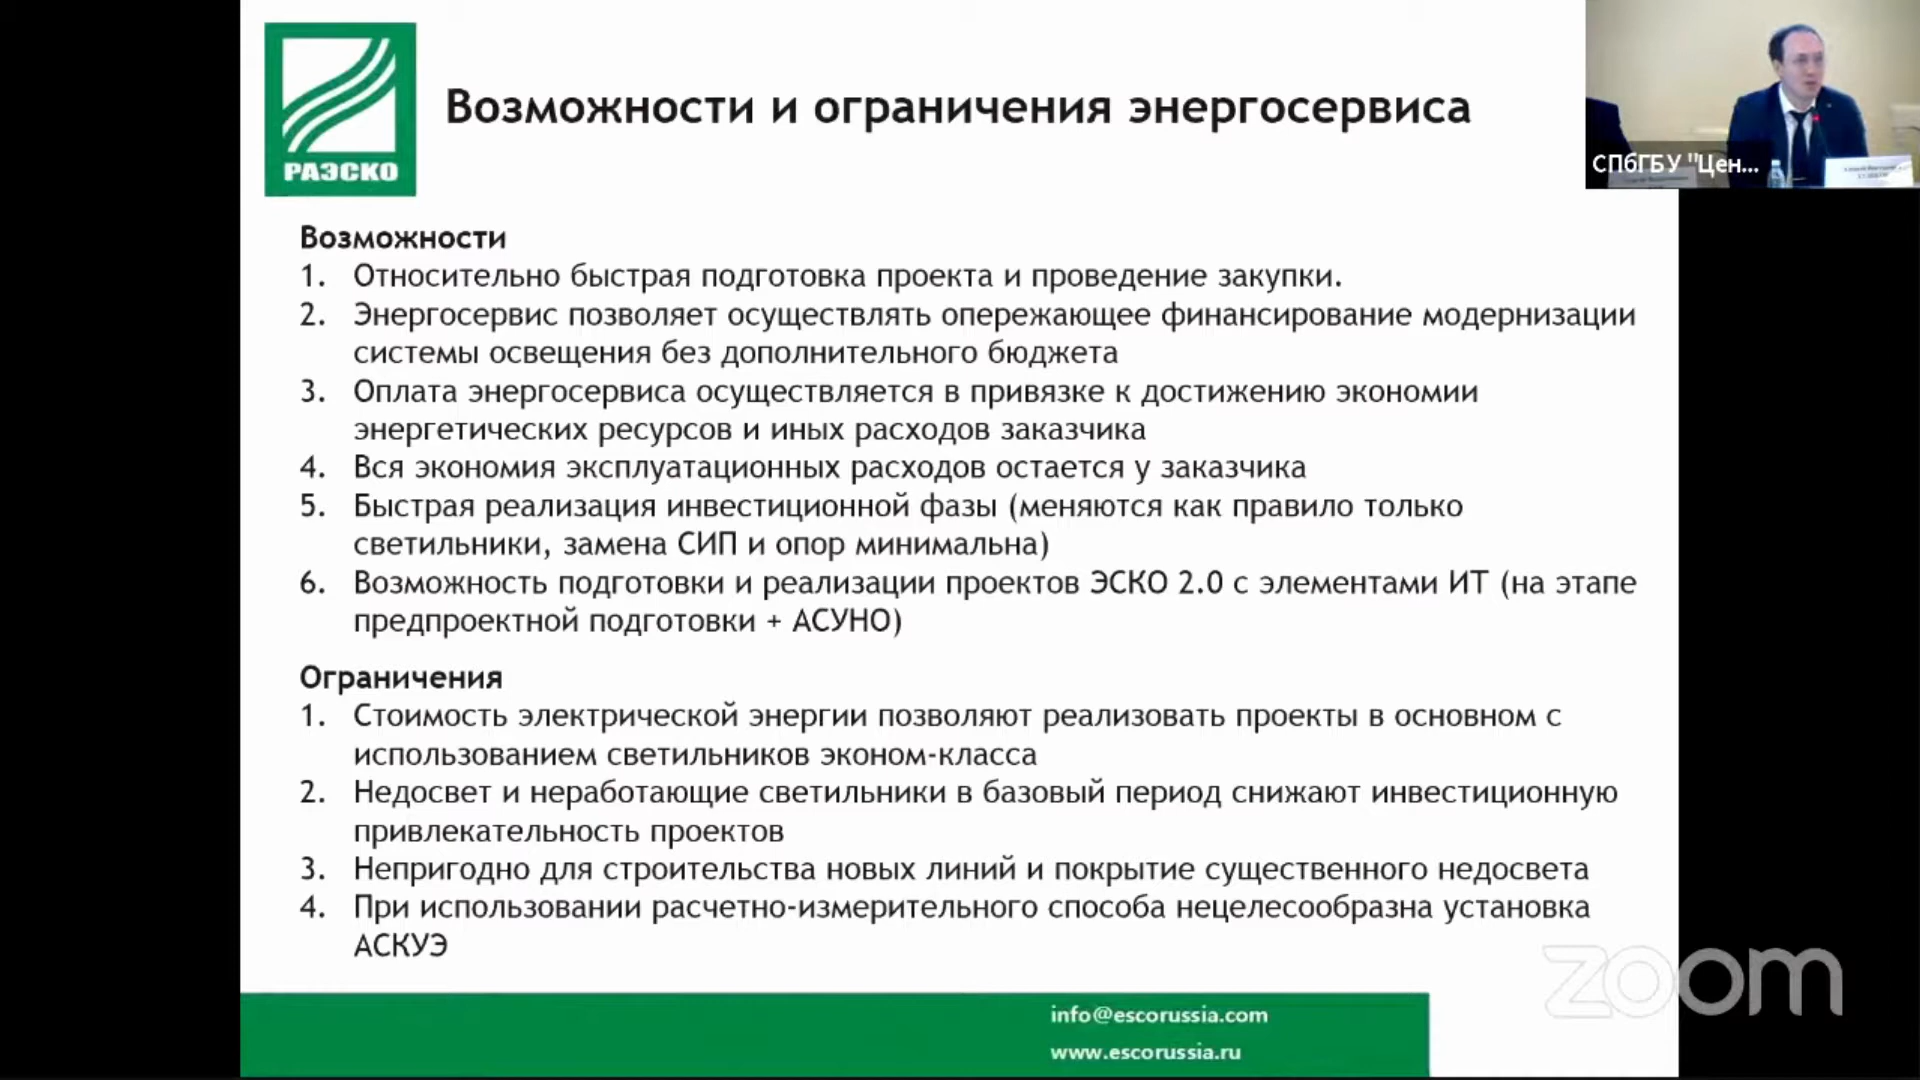 РАЭСКО
Возможности и ограничения энергосервиса
СПбГБУ "Цен...
Возможности
1. Относительно быстрая подготовка проекта и проведение закупки.
2. Энергосервис позволяет осуществлять опережающее финансирование модернизации
системы освещения без дополнительного бюджета
3. Оплата энергосервиса осуществляется в привязке к достижению экономии
энергетических ресурсов и иных расходов заказчика
4. Вся экономия эксплуатационных расходов остается у заказчика
5. Быстрая реализация инвестиционной фазы (меняются как правило только
светильники, замена СИП и опор минимальна)
6. Возможность подготовки и реализации проектов ЭСКО 2.0 с элементами ИТ (на этапе
предпроектной подготовки + АСУНО)
Ограничения
1. Стоимость электрической энергии позволяют реализовать проекты в основном с
использованием светильников эконом-класса
2. Недосвет и неработающие светильники в базовый период снижают инвестиционную
привлекательность проектов
3. Непригодно для строительства новых линий и покрытие существенного недосвета
4. При использовании расчетно-измерительного способа нецелесообразна установка
АСКУЭ
info@escorussia.com
www.escorussia.ru
zoom